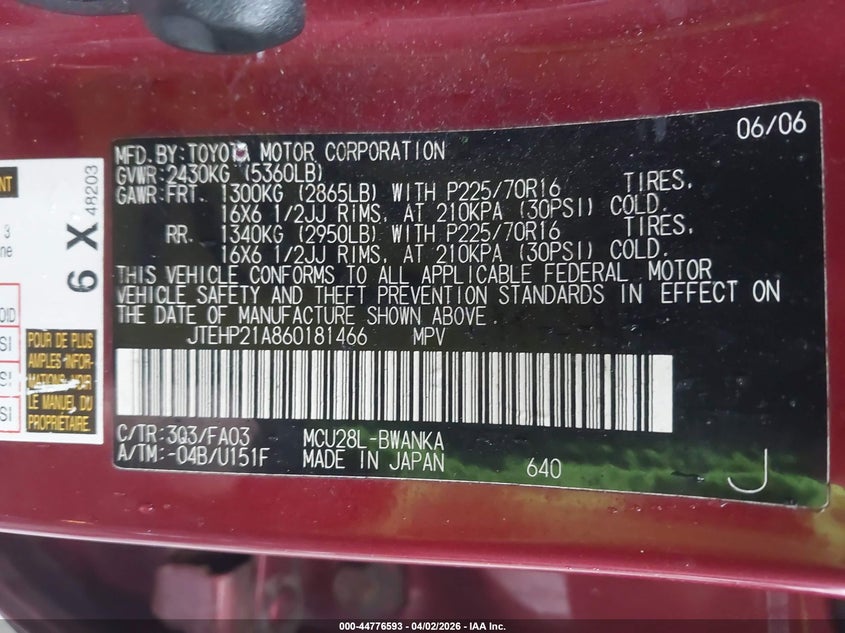 06/06
MFD. BY: TOYOTA MOTOR CORPORATION
GVWR: 2430KG (5360LB)
GAWR: FRT. 1300KG (2865LB) WITH P225/70R16 TIRES,
16X6 1/2JJ RIMS, AT 210KPA (30PSI) COLD.
RR. 1340KG (2950LB) WITH P225/70R16 TIRES,
16X6 1/2JJ RIMS, AT 210KPA (30PSI) COLD.
THIS VEHICLE CONFORMS TO ALL APPLICABLE FEDERAL MOTOR
VEHICLE SAFETY AND THEFT PREVENTION STANDARDS IN EFFECT ON
THE DATE OF MANUFACTURE SHOWN ABOVE.
JTEHP21A860181466 MPV
C/TR: 3Q3/FA03 MCU28L-BWANKA
A/TM: -04B/U151F MADE IN JAPAN 640 J
6 X
48203
POUR DE PLUS
AMPLES INFOR-
MATIONS, VOIR
LE MANUEL DU
PROPRIÉTAIRE.
000-44776593 - 04/02/2026 - IAA Inc.